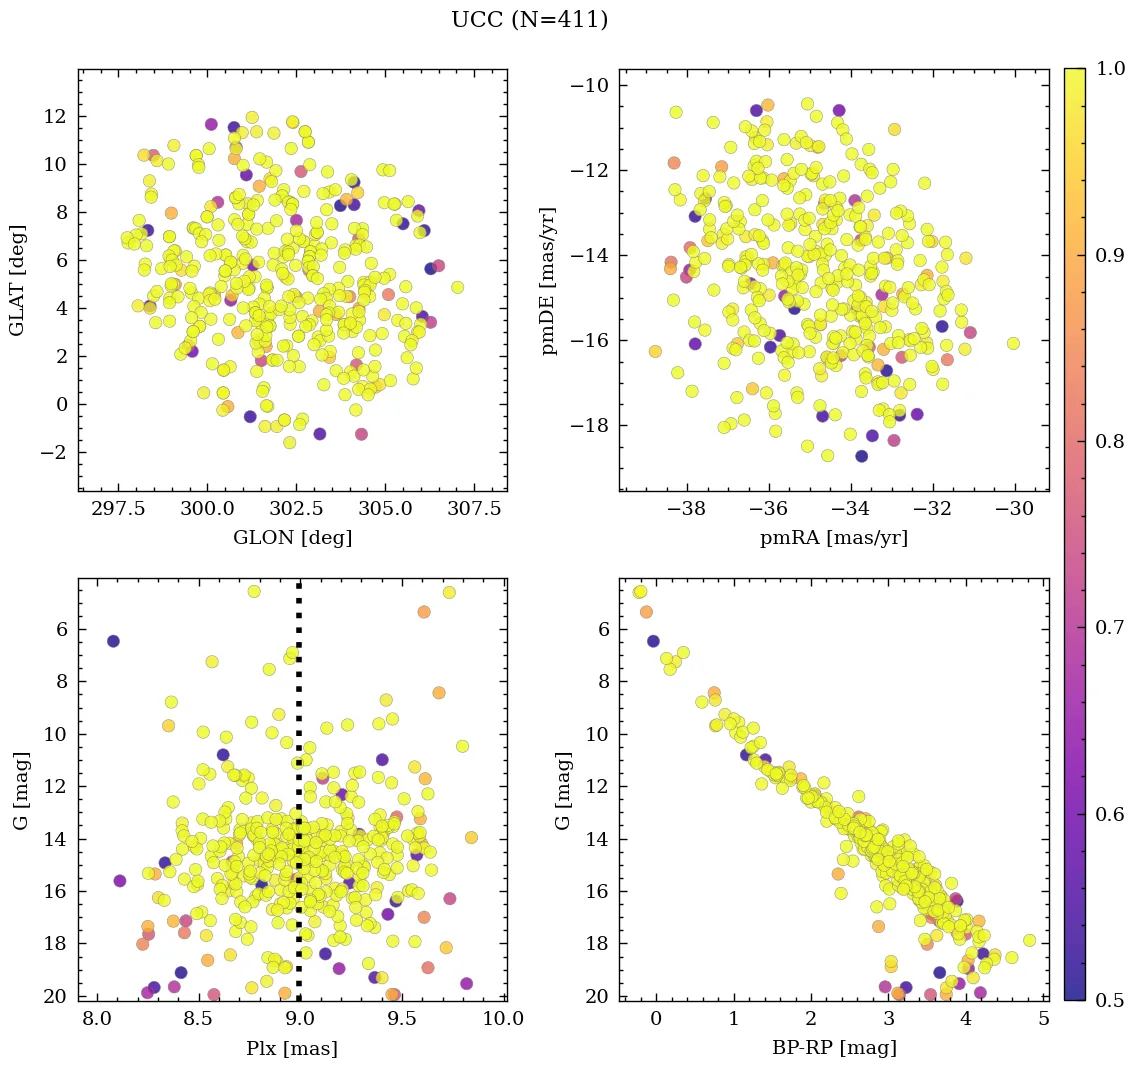 UCC (N=411)
12
10
8
6
4
2
0
−2
297.5 300.0 302.5 305.0 307.5
GLON [deg]
GLAT [deg]
−10
−12
−14
−16
−18
−38 −36 −34 −32 −30
pmRA [mas/yr]
pmDE [mas/yr]
6
8
10
12
14
16
18
20
8.0 8.5 9.0 9.5 10.0
Plx [mas]
G [mag]
6
8
10
12
14
16
18
20
0 1 2 3 4 5
BP-RP [mag]
G [mag]
1.0
0.9
0.8
0.7
0.6
0.5